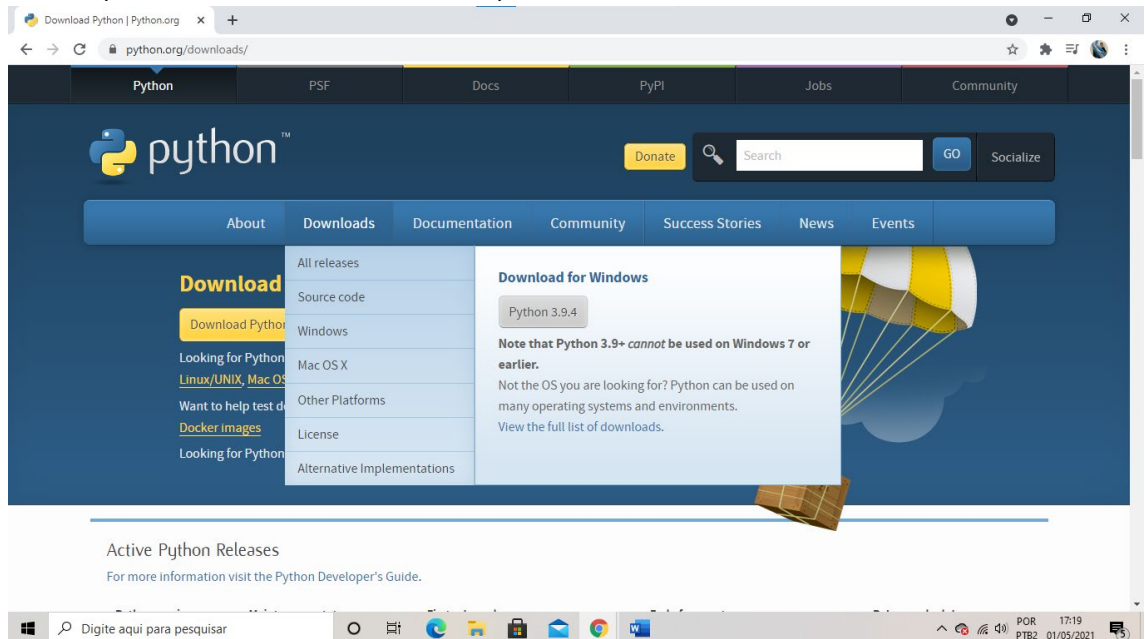 Download Python | Python.org
python.org/downloads/
Python PSF Docs PyPI Jobs Community
python™
Donate Search GO Socialize
About Downloads Documentation Community Success Stories News Events
All releases
Source code
Windows
Mac OS X
Other Platforms
License
Alternative Implementations
Download for Windows
Python 3.9.4
Note that Python 3.9+ cannot be used on Windows 7 or
earlier.
Not the OS you are looking for? Python can be used on
many operating systems and environments.
View the full list of downloads.
Download
Download Python
Looking for Python
Linux/UNIX, Mac OS
Want to help test
Docker images
Looking for Python
Active Python Releases
For more information visit the Python Developer's Guide.
Digite aqui para pesquisar
POR 17:19
PTB2 01/05/2021